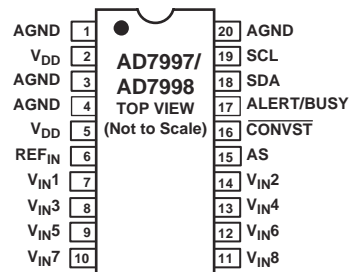 AGND 1 20 AGND
VDD 2 19 SCL
AGND 3 AD7997/ 18 SDA
AGND 4 AD7998 17 ALERT/BUSY
VDD 5 TOP VIEW 16 CONVST
REFIN 6 (Not to Scale) 15 AS
VIN1 7 14 VIN2
VIN3 8 13 VIN4
VIN5 9 12 VIN6
VIN7 10 11 VIN8